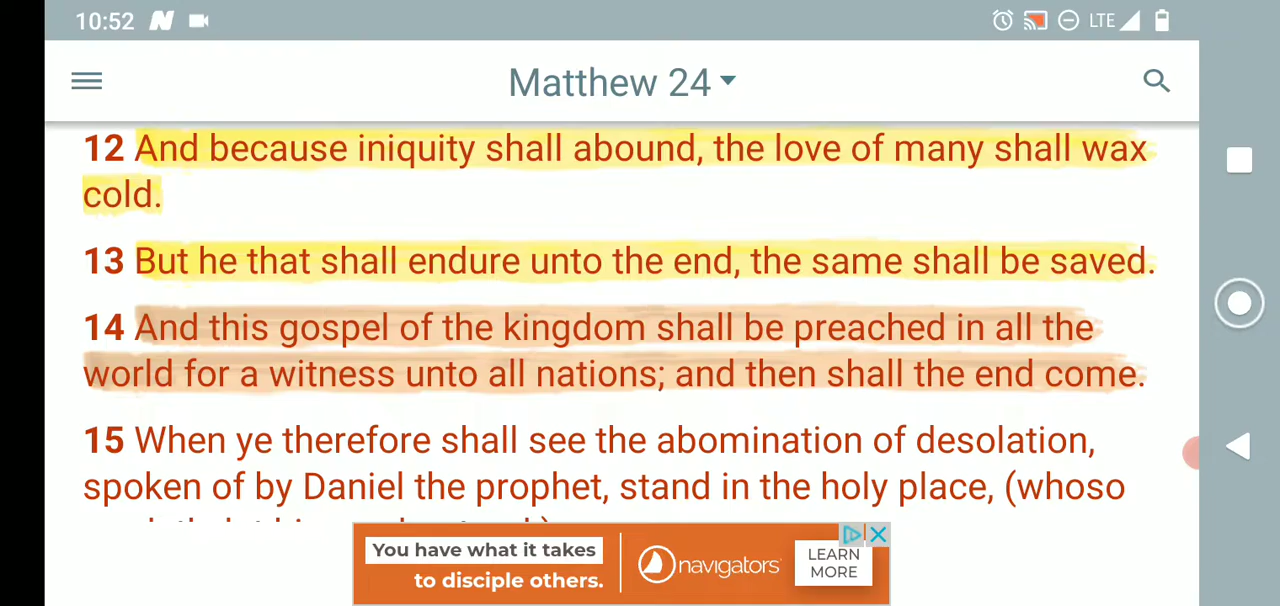 10:52
LTE
Matthew 24
12 And because iniquity shall abound, the love of many shall wax
cold.
13 But he that shall endure unto the end, the same shall be saved.
14 And this gospel of the kingdom shall be preached in all the
world for a witness unto all nations; and then shall the end come.
15 When ye therefore shall see the abomination of desolation,
spoken of by Daniel the prophet, stand in the holy place, (whoso
You have what it takes
to disciple others.
navigators
LEARN
MORE